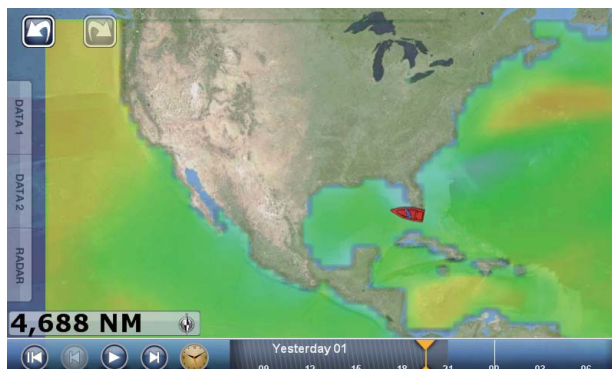 DATA 1
DATA 2
RADAR
4,688 NM
Yesterday 01
09 12 15 18 21 00 03 06